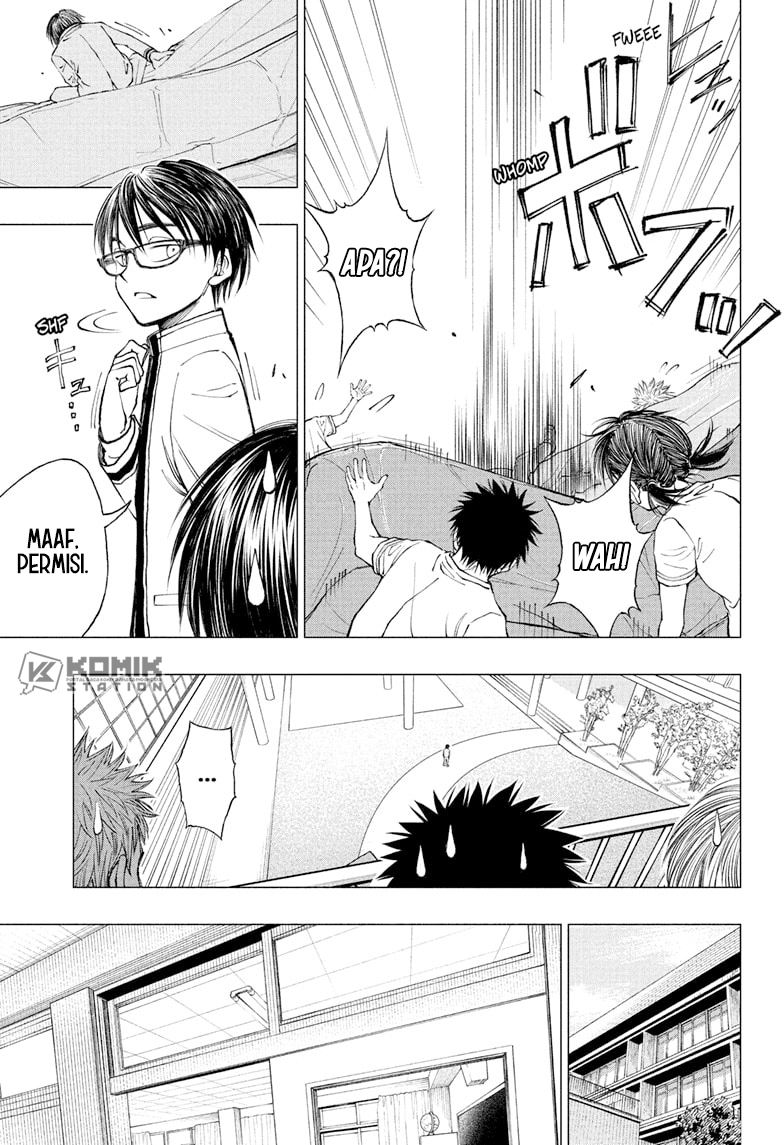 FWEEE
WHOMP
ボフッ
WAH!
APA?!
SHF
キュ...
MAAF,
PERMISI.
KOMIK
STATION
...